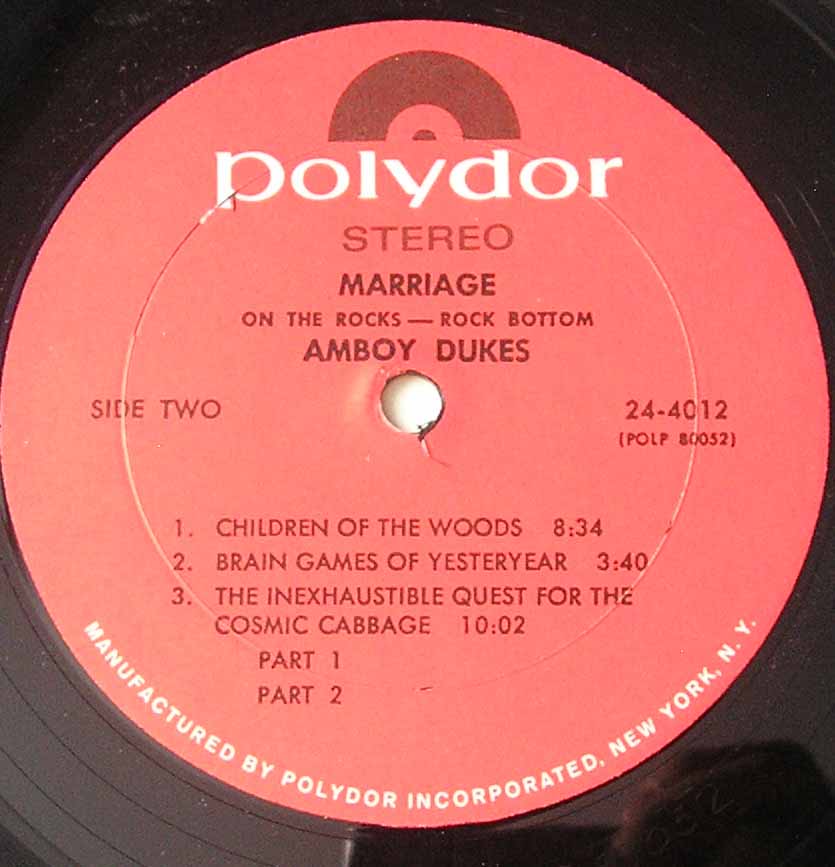 polydor
STEREO
MARRIAGE
ON THE ROCKS — ROCK BOTTOM
AMBOY DUKES
SIDE TWO
24-4012
(POLP 80052)
1. CHILDREN OF THE WOODS 8:34
2. BRAIN GAMES OF YESTERYEAR 3:40
3. THE INEXHAUSTIBLE QUEST FOR THE
COSMIC CABBAGE 10:02
PART 1
PART 2
MANUFACTURED BY POLYDOR INCORPORATED, NEW YORK, N. Y.